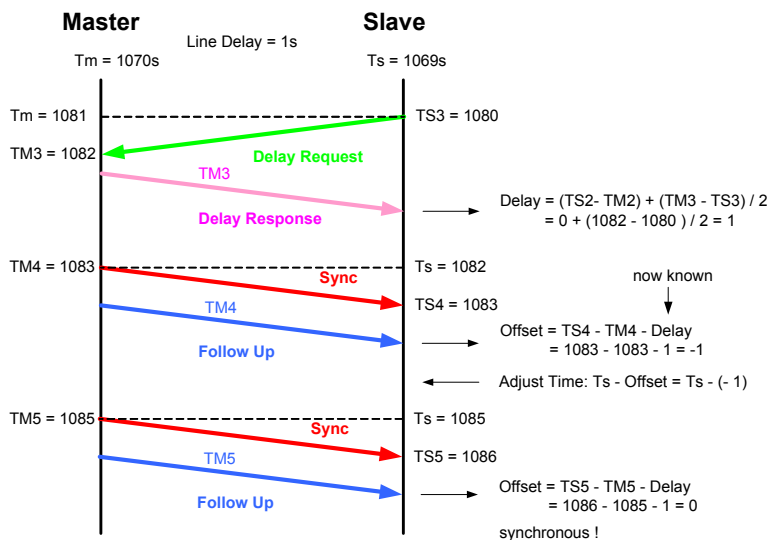 Master
Slave
Line Delay = 1s
Tm = 1070s
Ts = 1069s
Tm = 1081
TS3 = 1080
TM3 = 1082
Delay Request
TM3
Delay Response
Delay = (TS2- TM2) + (TM3 - TS3) / 2
= 0 + (1082 - 1080 ) / 2 = 1
TM4 = 1083
Ts = 1082
Sync
now known
TM4
TS4 = 1083
Follow Up
Offset = TS4 - TM4 - Delay
= 1083 - 1083 - 1 = -1
Adjust Time: Ts - Offset = Ts - (- 1)
TM5 = 1085
Ts = 1085
Sync
TM5
TS5 = 1086
Follow Up
Offset = TS5 - TM5 - Delay
= 1086 - 1085 - 1 = 0
synchronous !